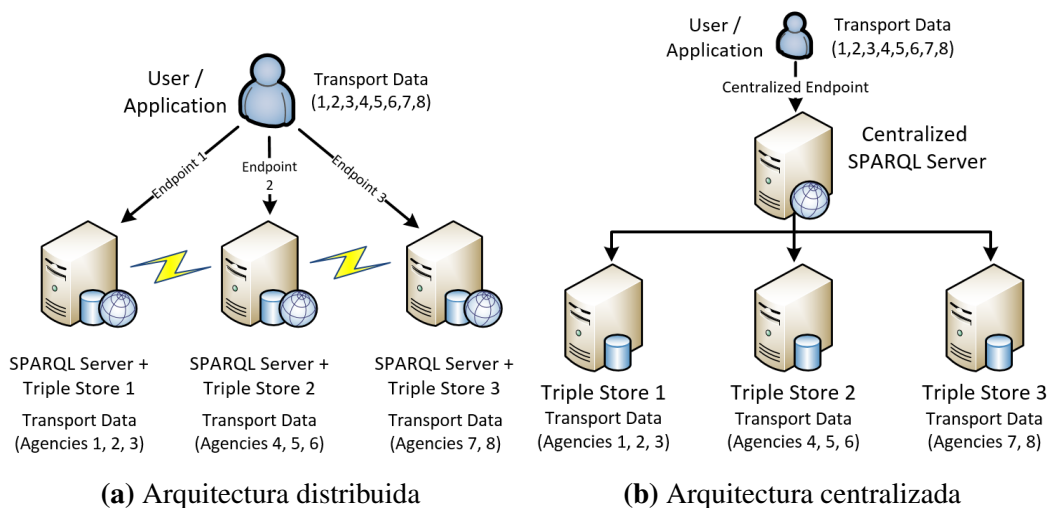 User /
Application
Transport Data
(1,2,3,4,5,6,7,8)
Endpoint 1
Endpoint
2
Endpoint 3
SPARQL Server +
Triple Store 1
Transport Data
(Agencies 1, 2, 3)
SPARQL Server +
Triple Store 2
Transport Data
(Agencies 4, 5, 6)
SPARQL Server +
Triple Store 3
Transport Data
(Agencies 7, 8)
(a) Arquitectura distribuida
User /
Application
Transport Data
(1,2,3,4,5,6,7,8)
Centralized Endpoint
Centralized
SPARQL Server
Triple Store 1
Transport Data
(Agencies 1, 2, 3)
Triple Store 2
Transport Data
(Agencies 4, 5, 6)
Triple Store 3
Transport Data
(Agencies 7, 8)
(b) Arquitectura centralizada